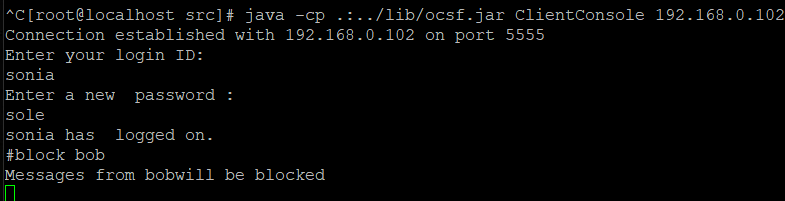 ^C[root@localhost src]# java -cp .:../lib/ocsf.jar ClientConsole 192.168.0.102
Connection established with 192.168.0.102 on port 5555
Enter your login ID:
sonia
Enter a new  password :
sole
sonia has  logged on.
#block bob
Messages from bobwill be blocked